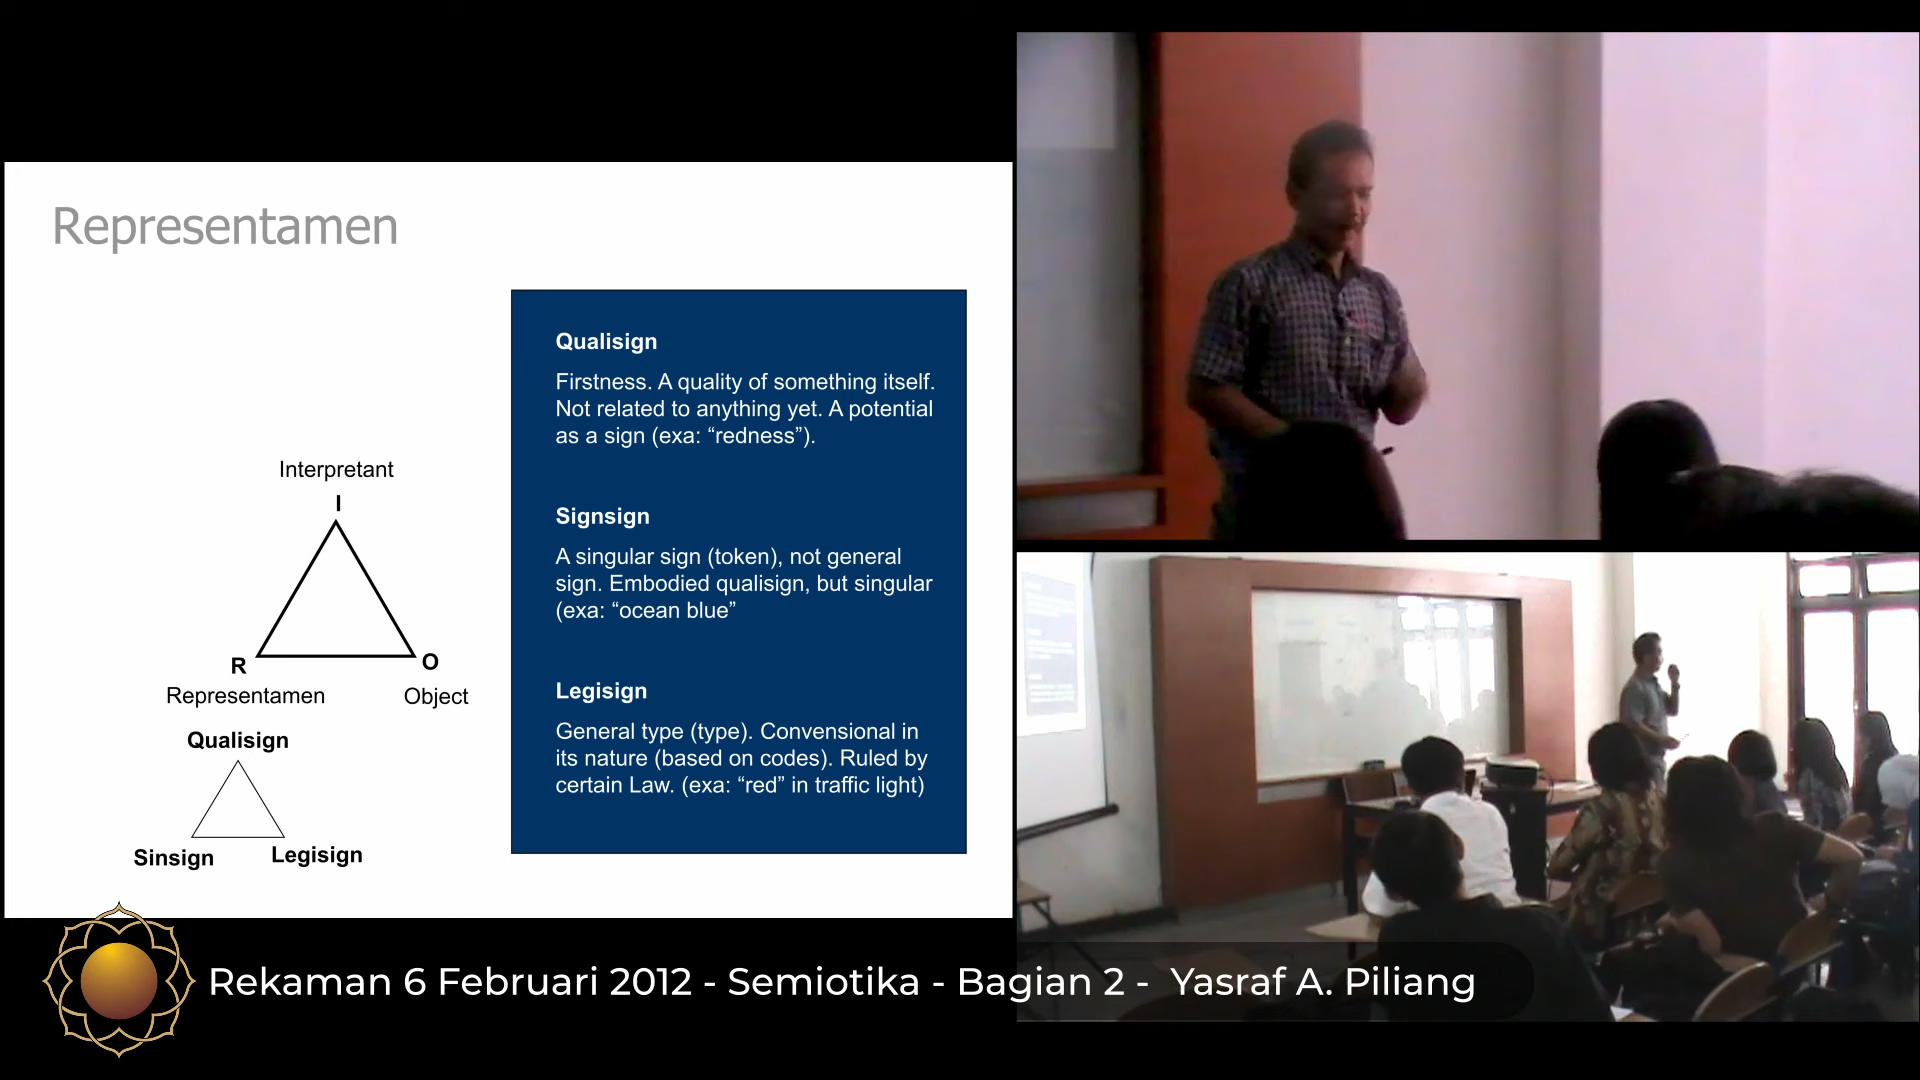 Representamen
Qualisign
Firstness. A quality of something itself.
Not related to anything yet. A potential
as a sign (exa: “redness”).
Signsign
A singular sign (token), not general
sign. Embodied qualisign, but singular
(exa: “ocean blue”
Legisign
General type (type). Convensional in
its nature (based on codes). Ruled by
certain Law. (exa: “red” in traffic light)
Interpretant
I
R
O
Representamen
Object
Qualisign
Sinsign
Legisign
Rekaman 6 Februari 2012 - Semiotika - Bagian 2 - Yasraf A. Piliang